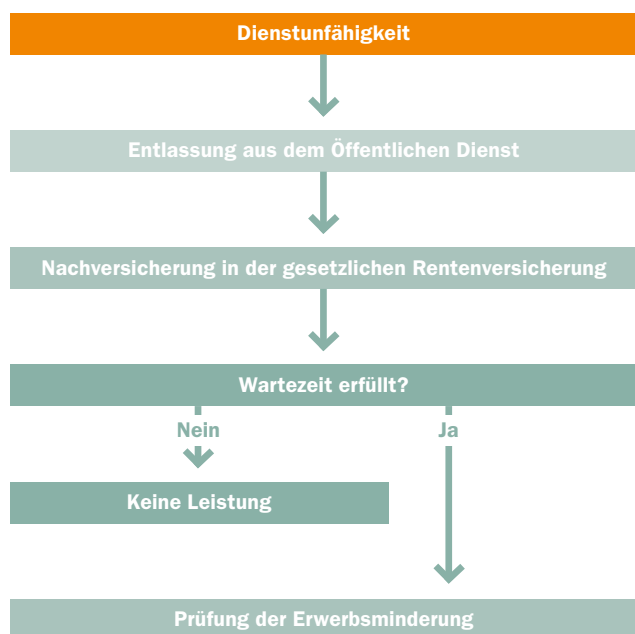 Dienstunfähigkeit
Entlassung aus dem Öffentlichen Dienst
Nachversicherung in der gesetzlichen Rentenversicherung
Wartezeit erfüllt?
Nein
Ja
Keine Leistung
Prüfung der Erwerbsminderung